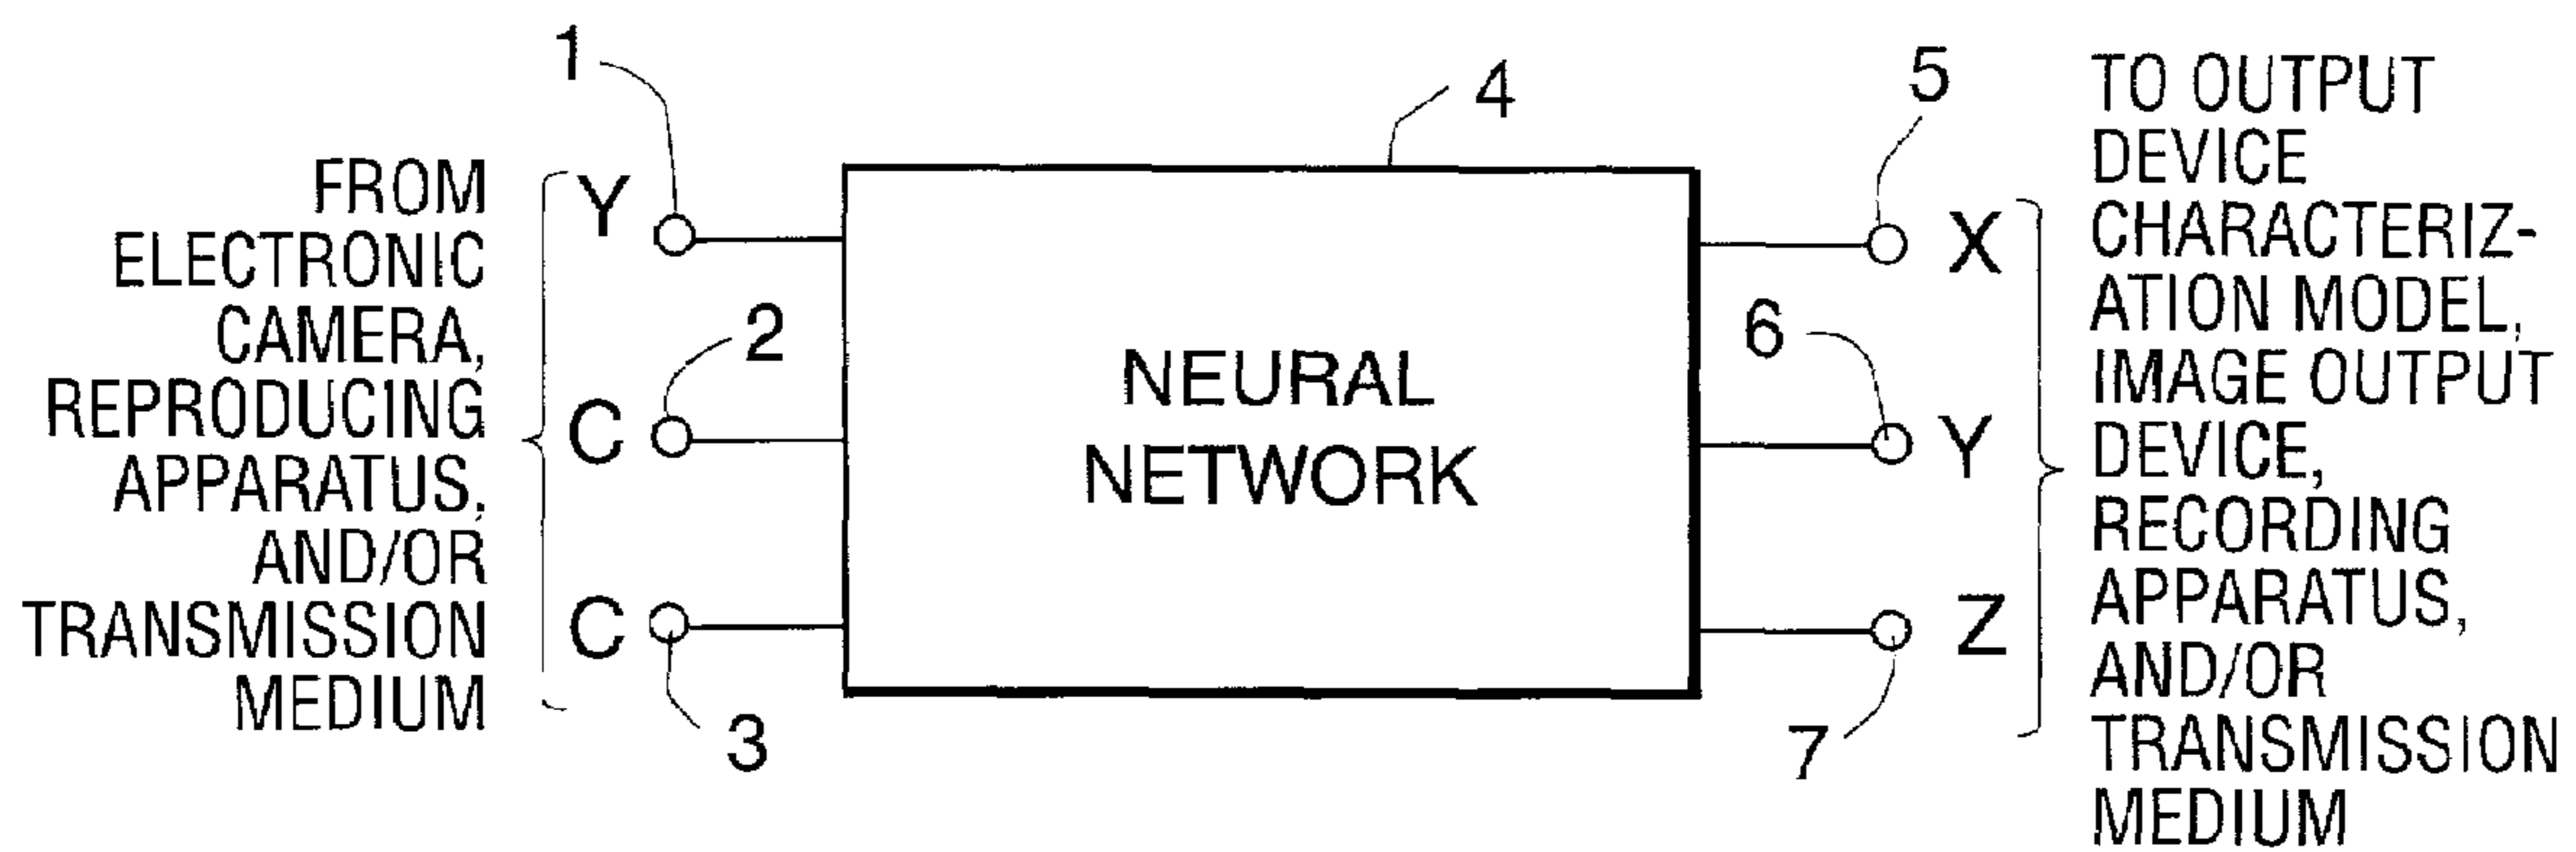 FROM
ELECTRONIC
CAMERA,
REPRODUCING
APPARATUS,
AND/OR
TRANSMISSION
MEDIUM
1
Y
2
C
C
3
4
NEURAL
NETWORK
5
X
6
Y
Z
7
TO OUTPUT
DEVICE
CHARACTERIZ-
ATION MODEL,
IMAGE OUTPUT
DEVICE,
RECORDING
APPARATUS,
AND/OR
TRANSMISSION
MEDIUM